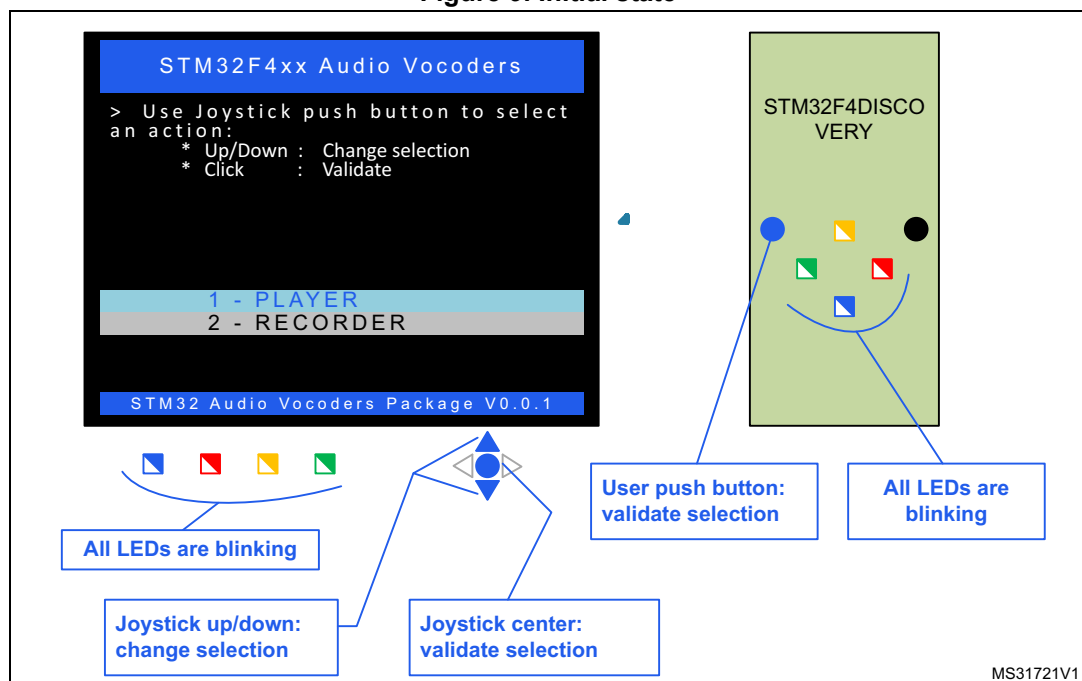 STM32F4xx Audio Vocoders
> Use Joystick push button to select
an action:
* Up/Down : Change selection
* Click : Validate
1 - PLAYER
2 - RECORDER
STM32 Audio Vocoders Package V0.0.1
STM32F4DISCO
VERY
User push button:
validate selection
All LEDs are
blinking
All LEDs are blinking
Joystick up/down:
change selection
Joystick center:
validate selection
MS31721V1